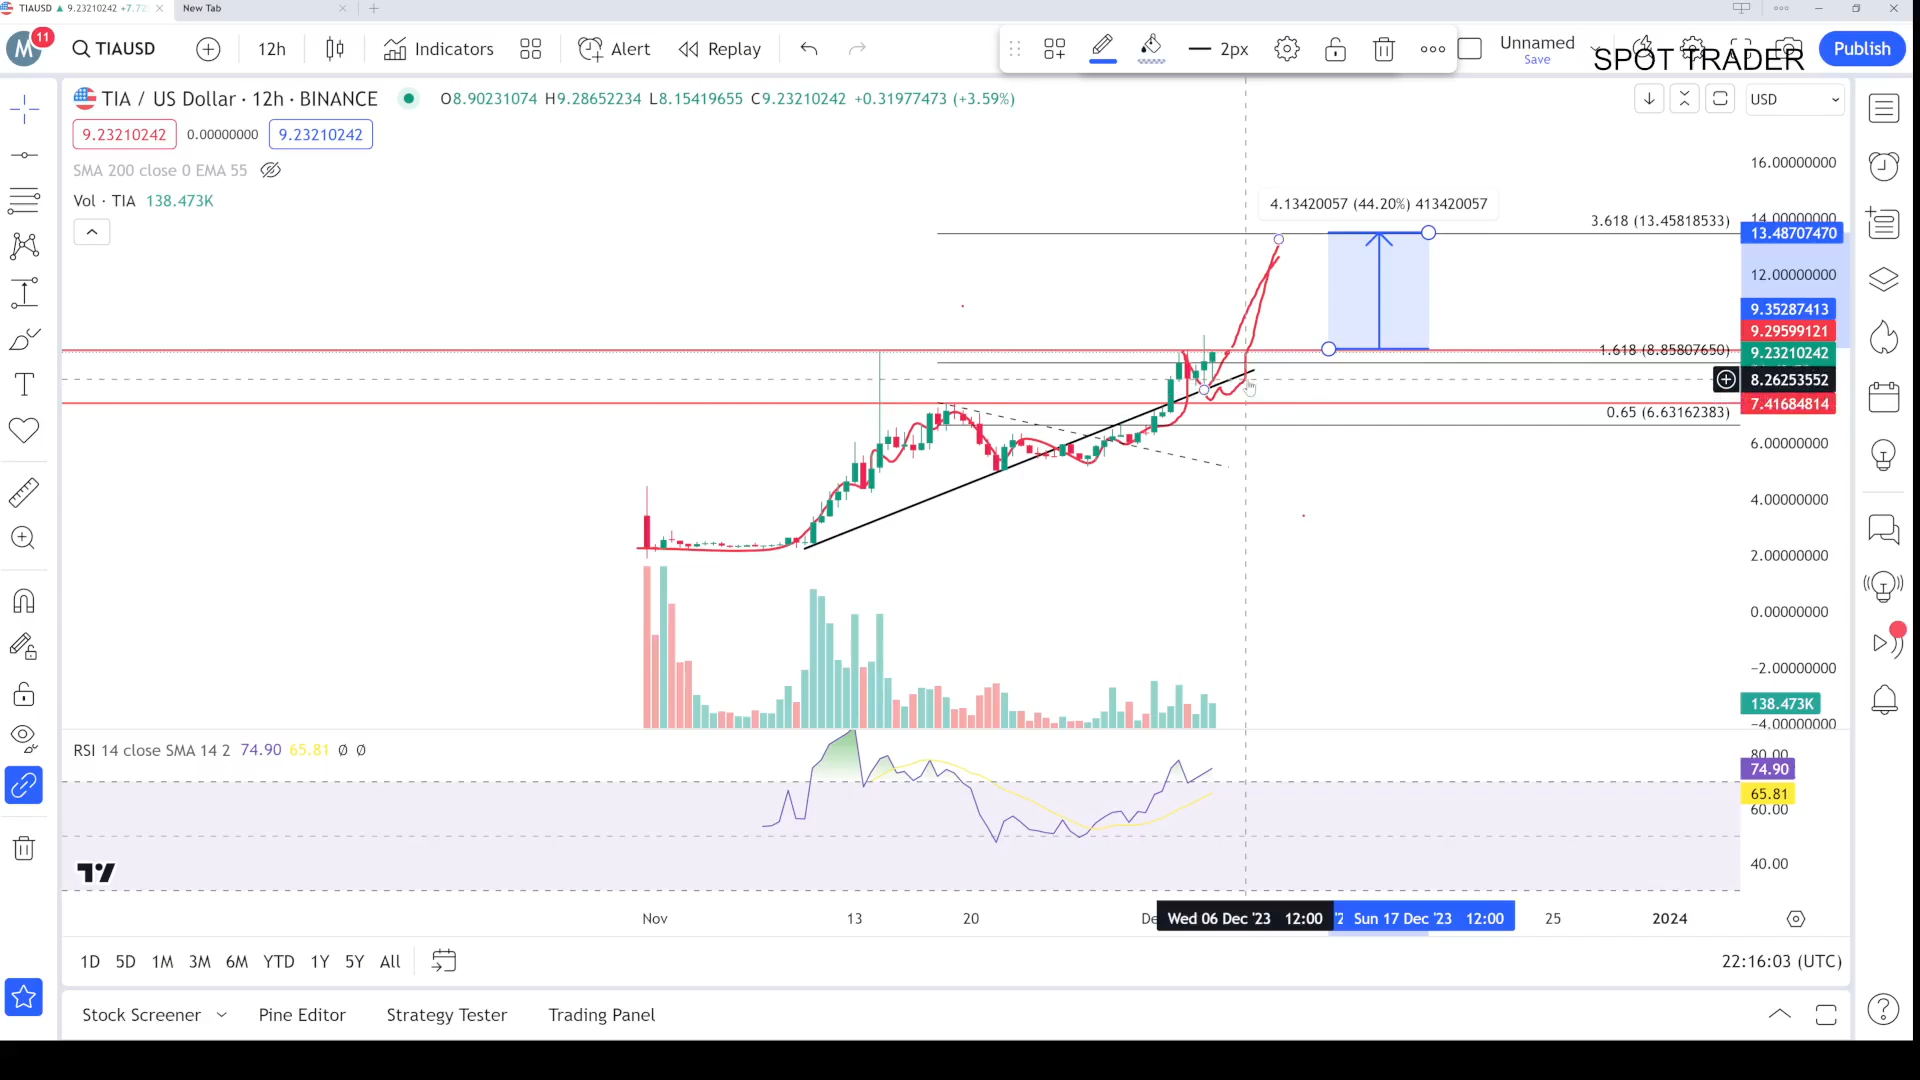 TIAUSD ▲ 9.23210242 +7.72
New Tab
M
11
TIAUSD
12h
Indicators
Alert
Replay
2px
Unnamed
Save
SPOT TRADER
Publish
TIA / US Dollar · 12h · BINANCE
O8.90231074 H9.28652234 L8.15419655 C9.23210242 +0.31977473 (+3.59%)
USD
9.23210242
0.00000000
9.23210242
SMA 200 close 0 EMA 55
Vol · TIA 138.473K
16.00000000
4.13420057 (44.20%) 413420057
3.618 (13.45818533)
14.00000000
13.48707470
12.00000000
9.35287413
9.29599121
1.618 (8.85807650)
9.23210242
8.26253552
7.41684814
0.65 (6.63162383)
6.00000000
4.00000000
2.00000000
0.00000000
−2.00000000
138.473K
−4.00000000
RSI 14 close SMA 14 2 74.90 65.81 Ø Ø
80.00
74.90
65.81
60.00
40.00
Nov
13
20
De
Wed 06 Dec '23 12:00
Sun 17 Dec '23 12:00
25
2024
1D 5D 1M 3M 6M YTD 1Y 5Y All
22:16:03 (UTC)
Stock Screener
Pine Editor
Strategy Tester
Trading Panel